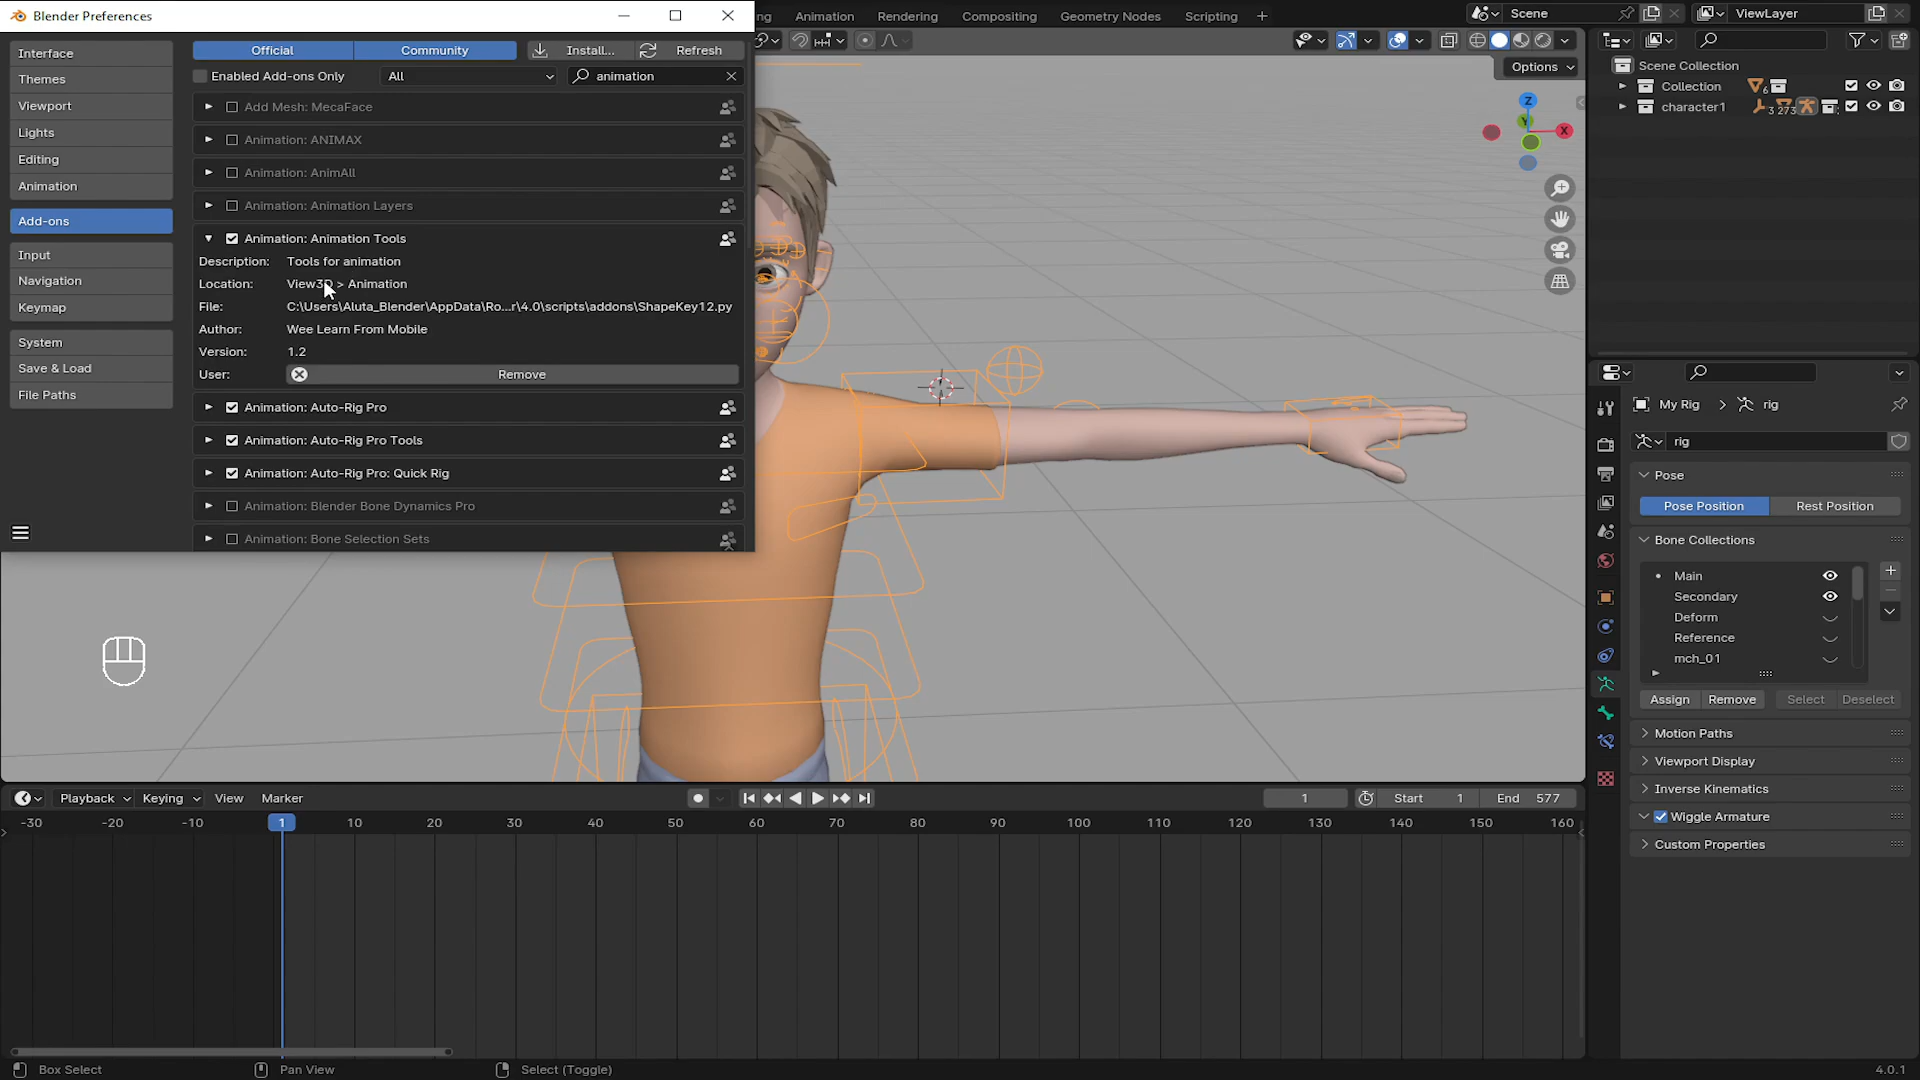 Blender Preferences
ng Animation Rendering Compositing Geometry Nodes Scripting +
Scene
ViewLayer
Interface
Themes
Viewport
Lights
Editing
Animation
Add-ons
Input
Navigation
Keymap
System
Save & Load
File Paths
Official Community Install... Refresh
Enabled Add-ons Only All animation
Add Mesh: MecaFace
Animation: ANIMAX
Animation: AnimAll
Animation: Animation Layers
Animation: Animation Tools
Description: Tools for animation
Location: View3D > Animation
File: C:\Users\Aluta_Blender\AppData\Ro...r\4.0\scripts\addons\ShapeKey12.py
Author: Wee Learn From Mobile
Version: 1.2
User: Remove
Animation: Auto-Rig Pro
Animation: Auto-Rig Pro Tools
Animation: Auto-Rig Pro: Quick Rig
Animation: Blender Bone Dynamics Pro
Animation: Bone Selection Sets
Options
Z
Y
X
Scene Collection
Collection 6
character1 3 273
My Rig > rig
rig
Pose
Pose Position Rest Position
Bone Collections
Main
Secondary
Deform
Reference
mch_01
Assign Remove Select Deselect
Motion Paths
Viewport Display
Inverse Kinematics
Wiggle Armature
Custom Properties
Playback Keying View Marker
1 Start 1 End 577
-30 -20 -10 1 10 20 30 40 50 60 70 80 90 100 110 120 130 140 150 160
Box Select Pan View Select (Toggle) 4.0.1